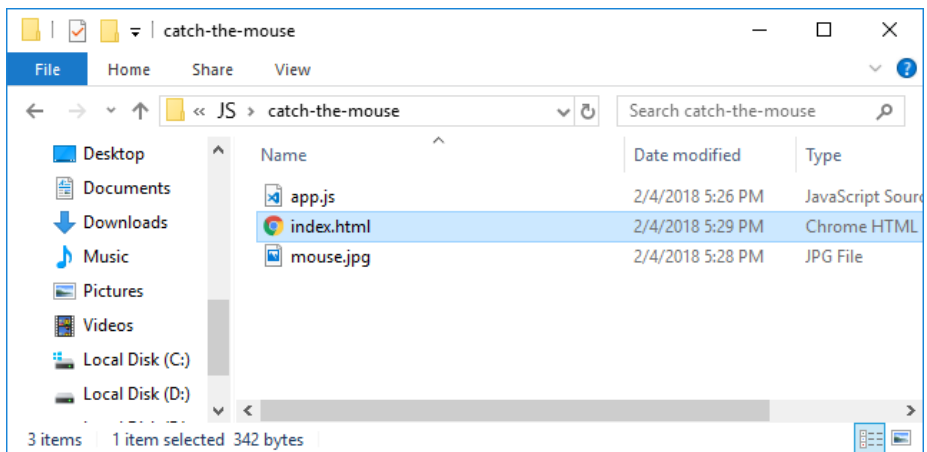 catch-the-mouse
File Home Share View
« JS > catch-the-mouse Search catch-the-mouse
Desktop
Documents
Downloads
Music
Pictures
Videos
Local Disk (C:)
Local Disk (D:)
Name Date modified Type
app.js 2/4/2018 5:26 PM JavaScript Sour
index.html 2/4/2018 5:29 PM Chrome HTML
mouse.jpg 2/4/2018 5:28 PM JPG File
3 items 1 item selected 342 bytes